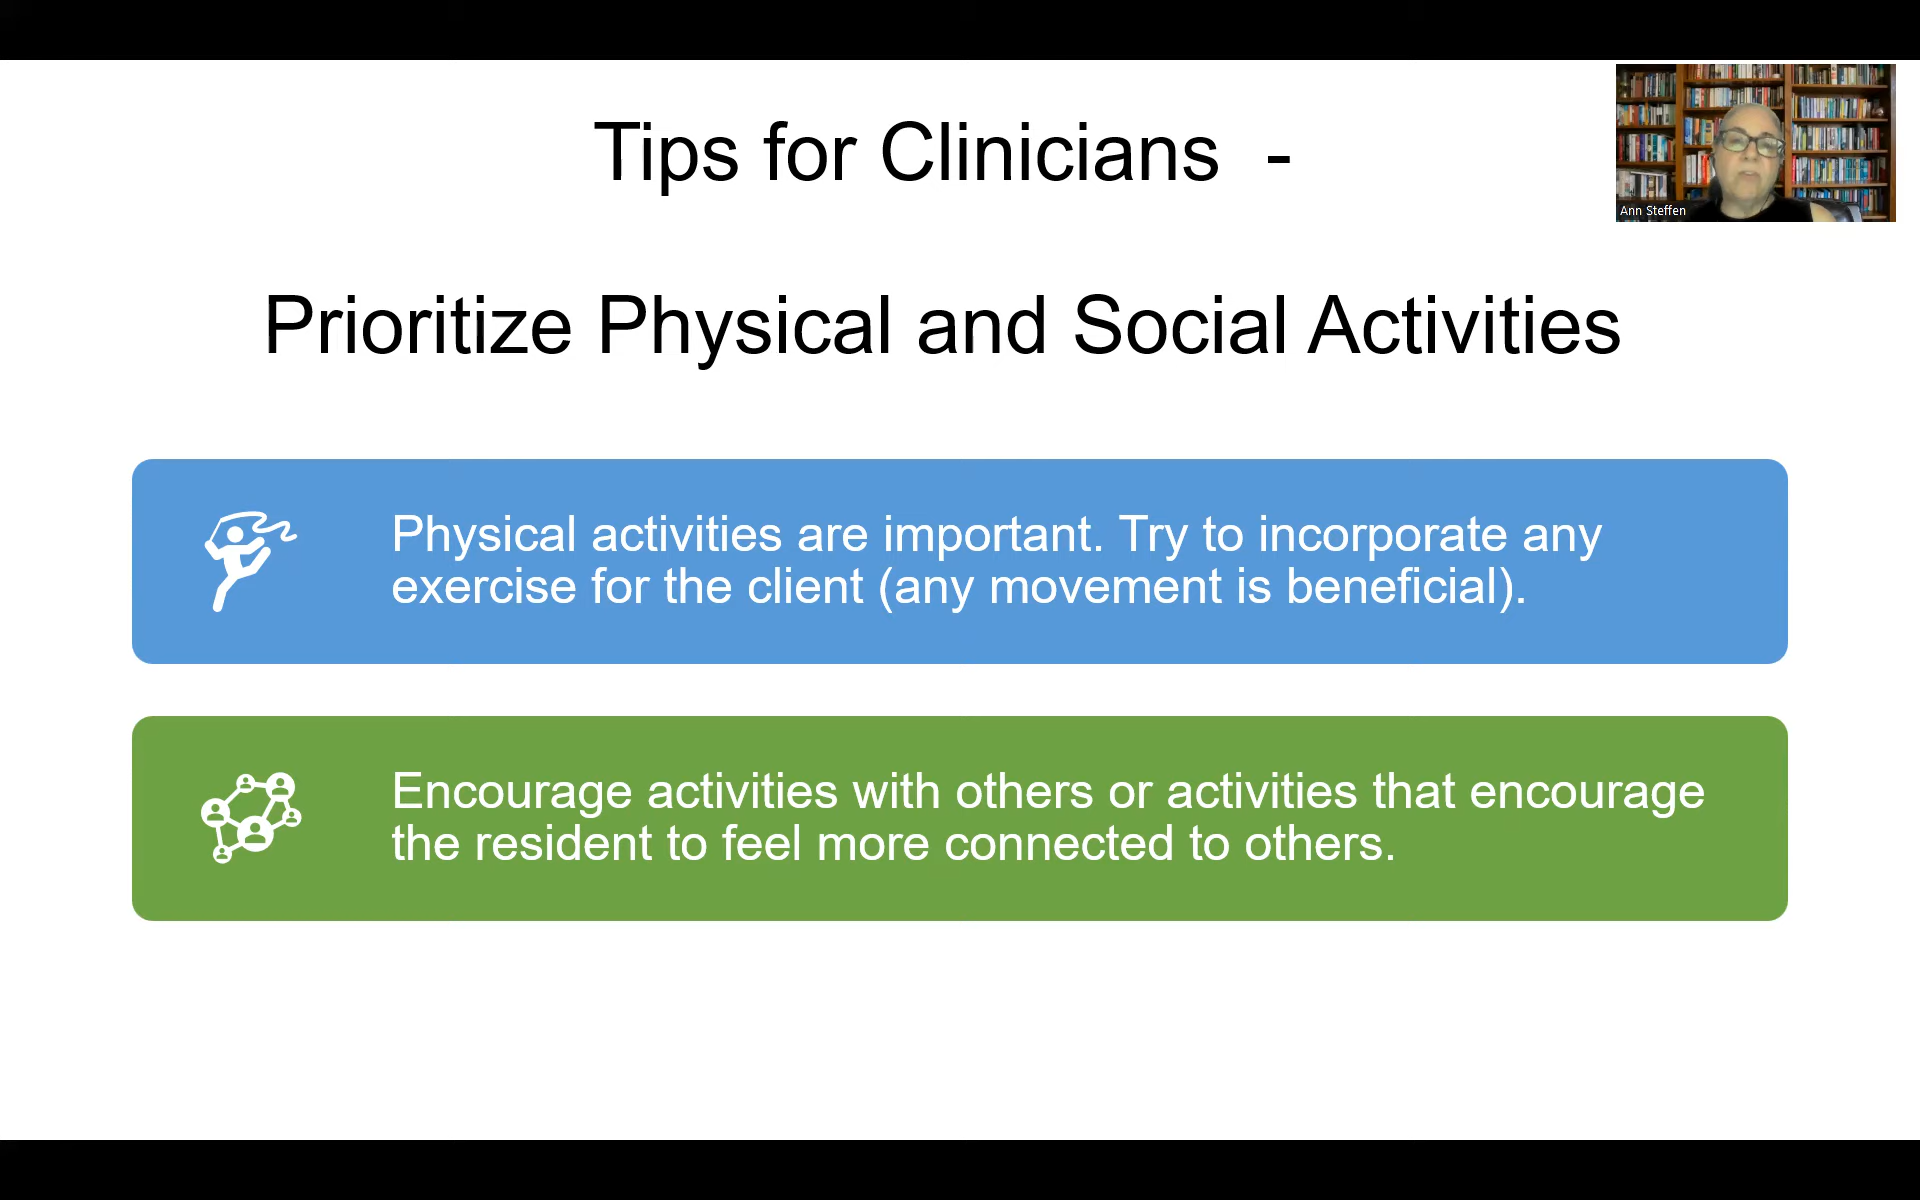 Tips for Clinicians -
Ann Steffen
Prioritize Physical and Social Activities
Physical activities are important. Try to incorporate any
exercise for the client (any movement is beneficial).
Encourage activities with others or activities that encourage
the resident to feel more connected to others.